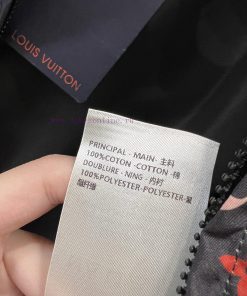 LOUIS VUITTON
PRINCIPAL - MAIN- 主料
100%COTON -COTTON -棉
DOUBLURE - NING - 内衬
100%POLYESTER-POLYESTER-聚
酯纤维